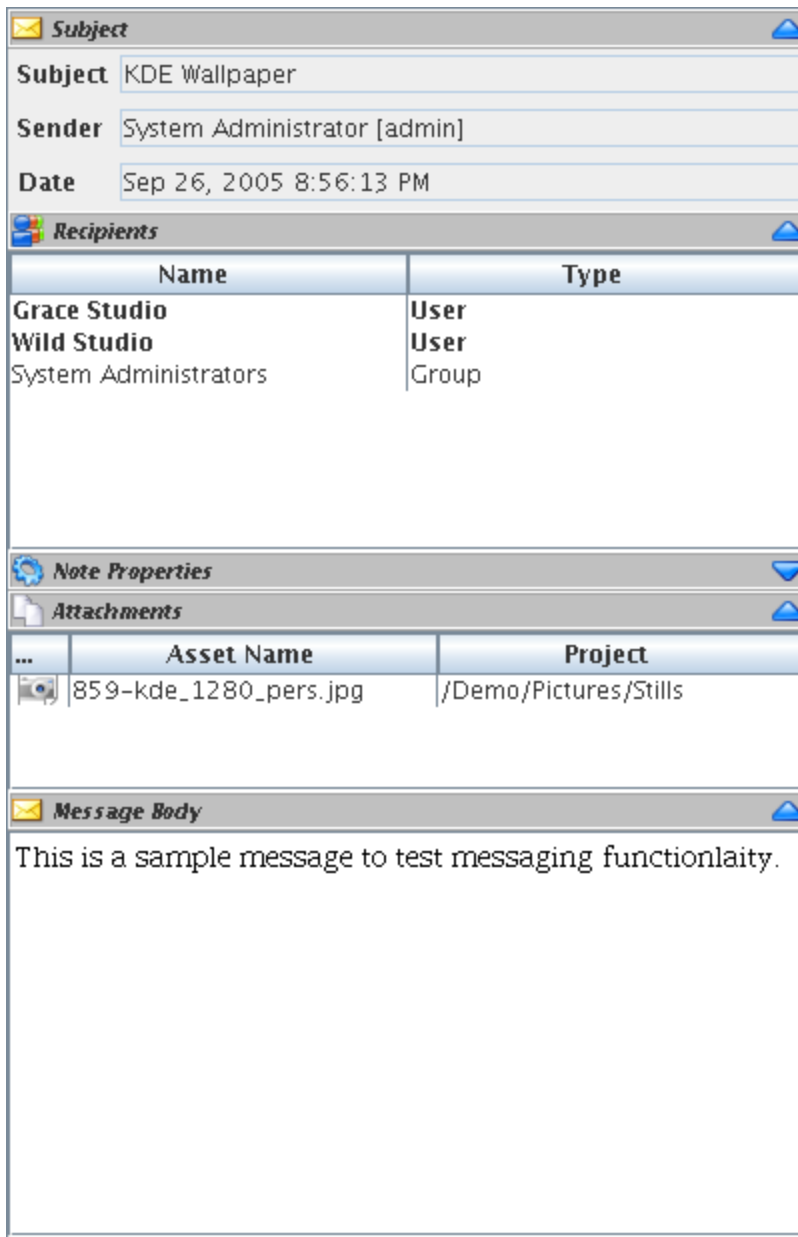 Subject
Subject KDE Wallpaper
Sender System Administrator [admin]
Date Sep 26, 2005 8:56:13 PM
Recipients
Name Type
Grace Studio User
Wild Studio User
System Administrators Group
Note Properties
Attachments
... Asset Name Project
859-kde_1280_pers.jpg /Demo/Pictures/Stills
Message Body
This is a sample message to test messaging functionlaity.